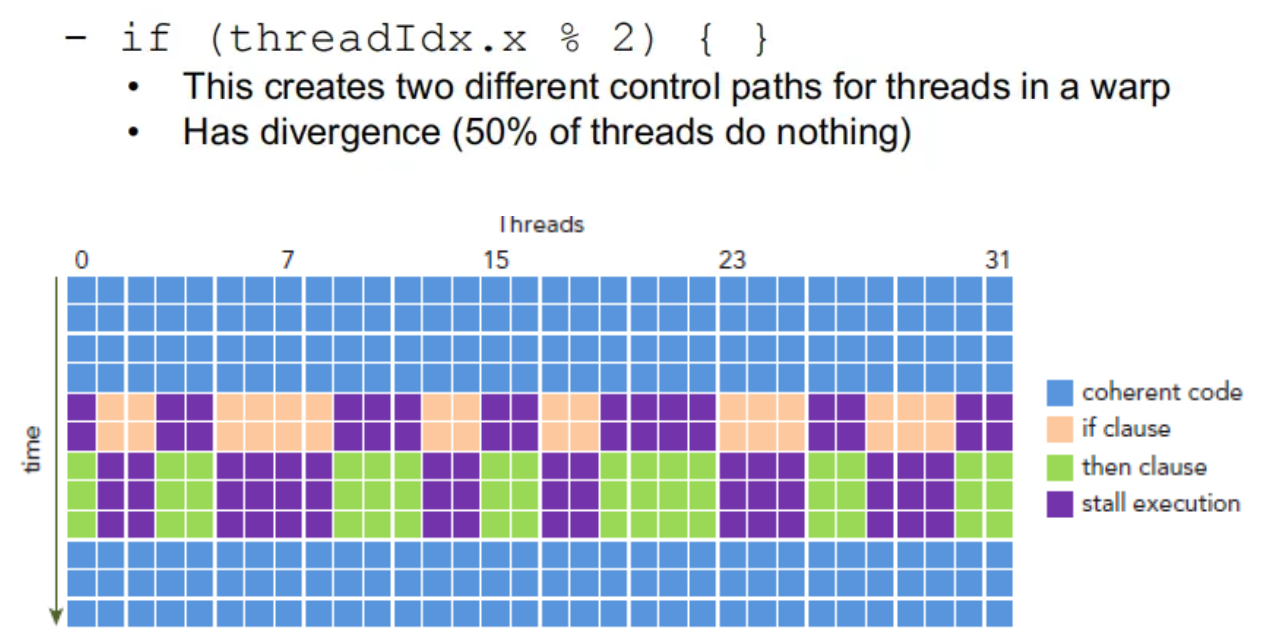 - if (threadIdx.x % 2) { }
• This creates two different control paths for threads in a warp
• Has divergence (50% of threads do nothing)
Threads
0 7 15 23 31
time
coherent code
if clause
then clause
stall execution